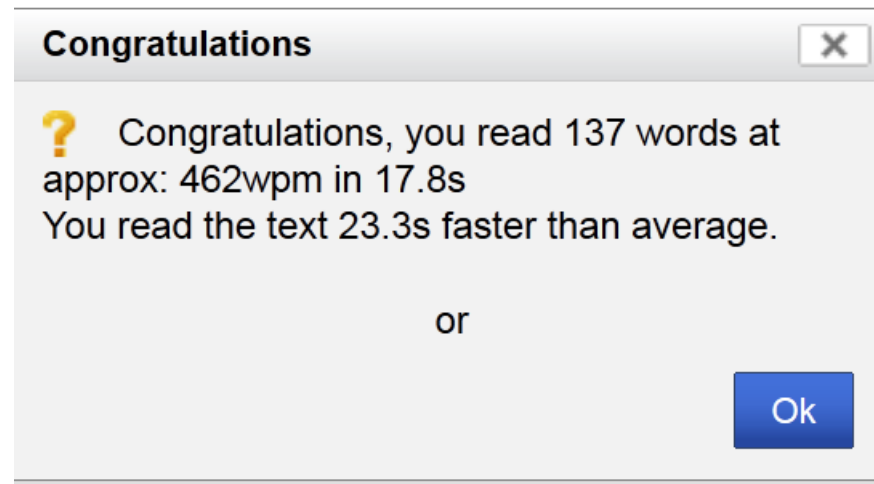 Congratulations
Congratulations, you read 137 words at
approx: 462wpm in 17.8s
You read the text 23.3s faster than average.
or
Ok